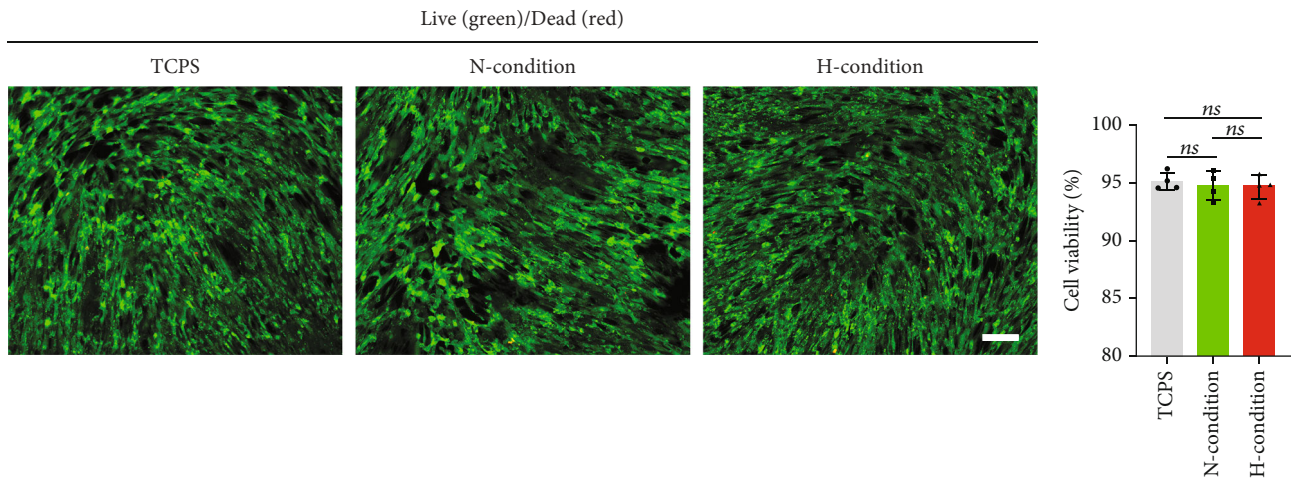 Live (green)/Dead (red)
TCPS
N-condition
H-condition
Cell viability (%)
100
95
90
85
80
ns
ns
ns
TCPS
N-condition
H-condition